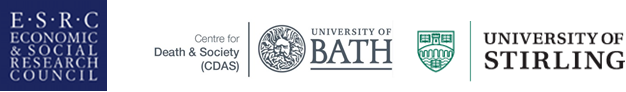 E·S·R·C
ECONOMIC
& SOCIAL
RESEARCH
COUNCIL
Centre for
Death & Society
(CDAS)
UNIVERSITY OF
BATH
UNIVERSITY OF
STIRLING